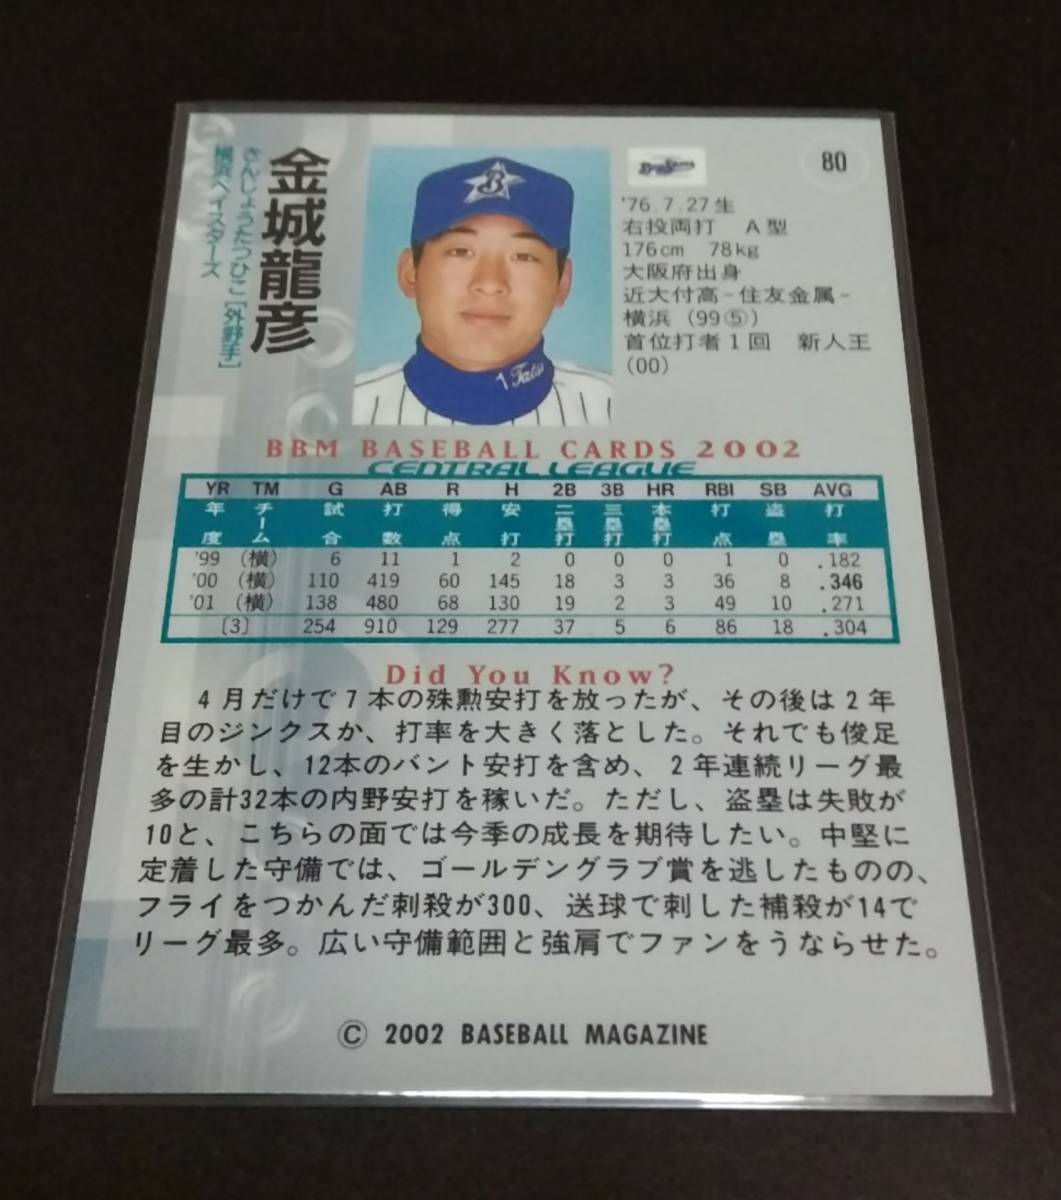 80
金城龍彦
きんじょうたつひこ［外野手］
横浜ベイスターズ
B
1 Tatsu
'76.7.27生
右投両打　A型
176cm　78kg
大阪府出身
近大付高-住友金属-
横浜（99⑤）
首位打者1回　新人王
（00）
BBM BASEBALL CARDS 2002
CENTRAL LEAGUE
YR TM G AB R H 2B 3B HR RBI SB AVG
年度 チーム 試合 打数 得点 安打 二塁打 三塁打 本塁打 打点 盗塁 打率
'99 （横） 6 11 1 2 0 0 0 1 0 .182
'00 （横） 110 419 60 145 18 3 3 36 8 .346
'01 （横） 138 480 68 130 19 2 3 49 10 .271
〔3〕 254 910 129 277 37 5 6 86 18 .304
Did You Know?
4月だけで7本の殊勲安打を放ったが、その後は2年
目のジンクスか、打率を大きく落とした。それでも俊足
を生かし、12本のバント安打を含め、2年連続リーグ最
多の計32本の内野安打を稼いだ。ただし、盗塁は失敗が
10と、こちらの面では今季の成長を期待したい。中堅に
定着した守備では、ゴールデングラブ賞を逃したものの、
フライをつかんだ刺殺が300、送球で刺した補殺が14で
リーグ最多。広い守備範囲と強肩でファンをうならせた。
© 2002 BASEBALL MAGAZINE